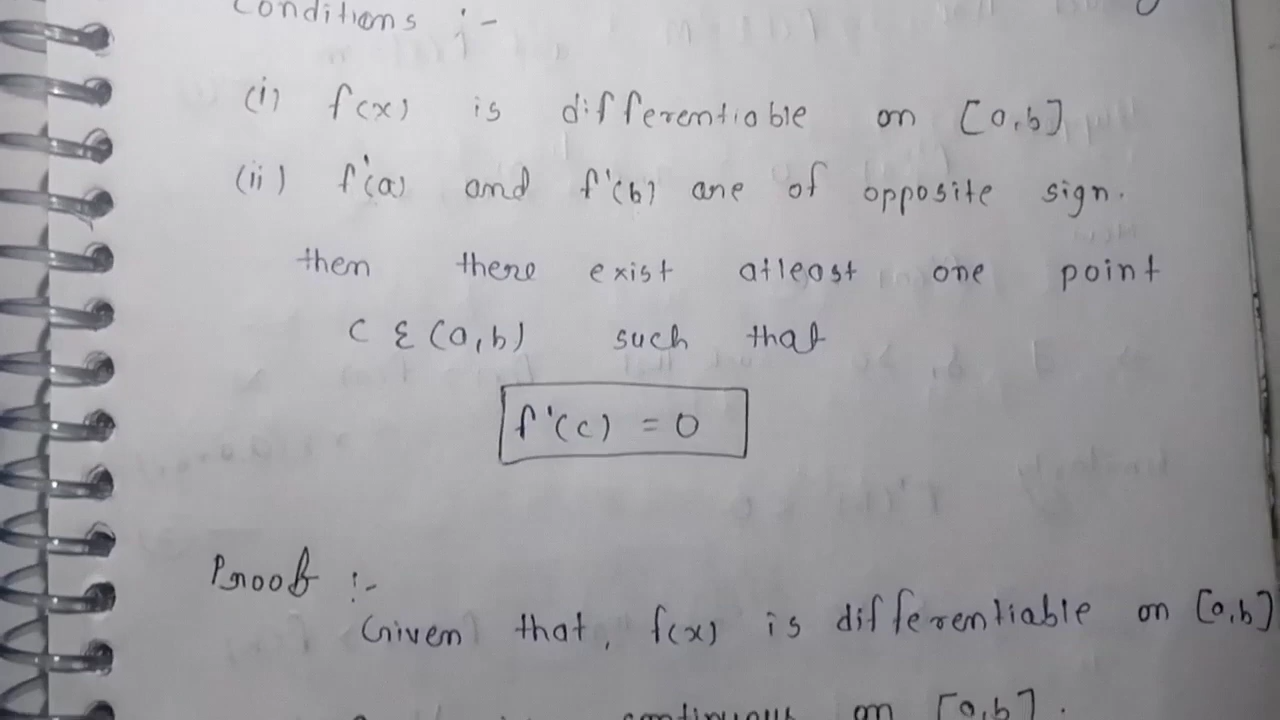 Conditions :-
(i) f(x) is differentiable on [a,b]
(ii) f'(a) and f'(b) are of opposite sign.
then there exist atleast one point
C ε (a,b) such that
f'(c) = 0
Proof :-
Given that, f(x) is differentiable on [a,b]
continuous on [a,b].